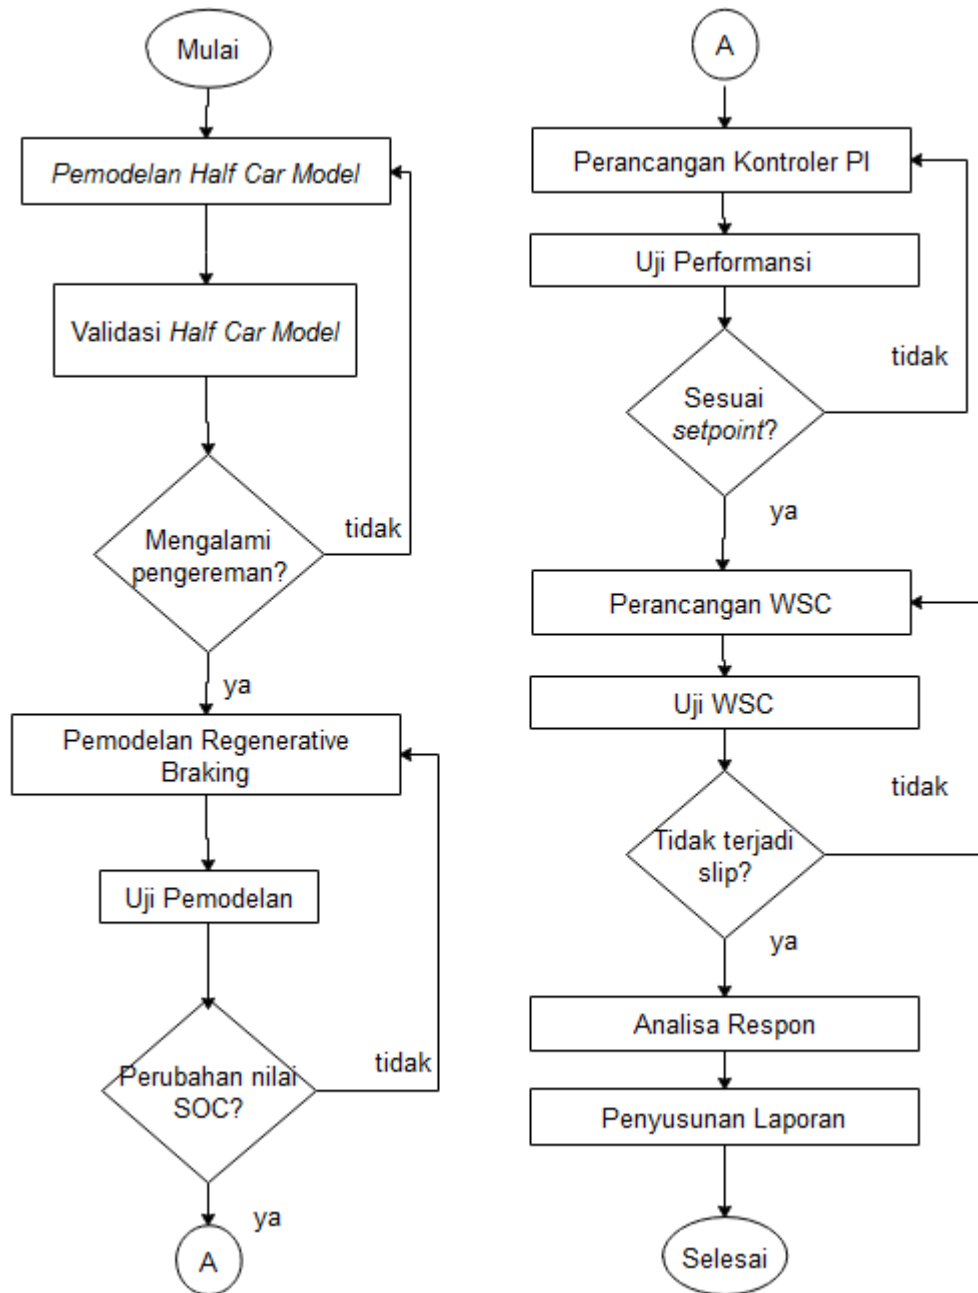 Mulai
Pemodelan Half Car Model
Validasi Half Car Model
Mengalami
pengereman?
tidak
ya
Pemodelan Regenerative
Braking
Uji Pemodelan
Perubahan nilai
SOC?
tidak
ya
A
A
Perancangan Kontroler PI
Uji Performansi
Sesuai
setpoint?
tidak
ya
Perancangan WSC
Uji WSC
Tidak terjadi
slip?
tidak
ya
Analisa Respon
Penyusunan Laporan
Selesai